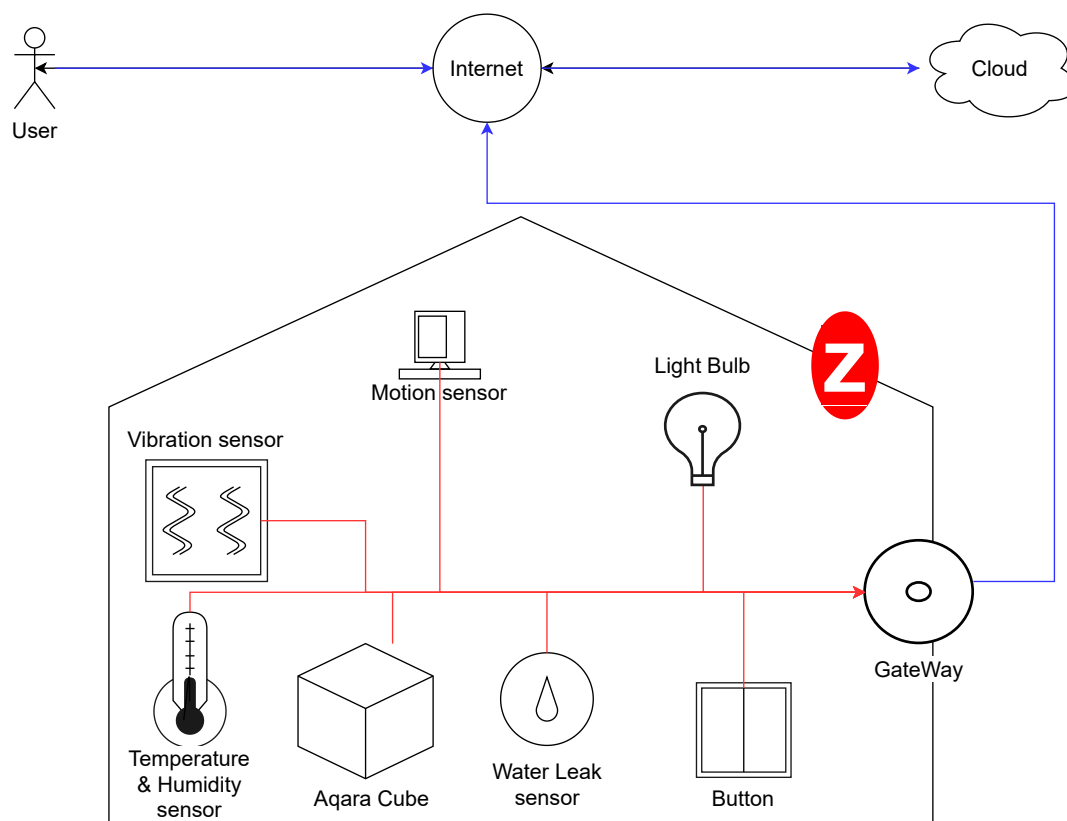 Internet
Cloud
User
Z
Light Bulb
Motion sensor
Vibration sensor
GateWay
Temperature
& Humidity
sensor
Aqara Cube
Water Leak
sensor
Button